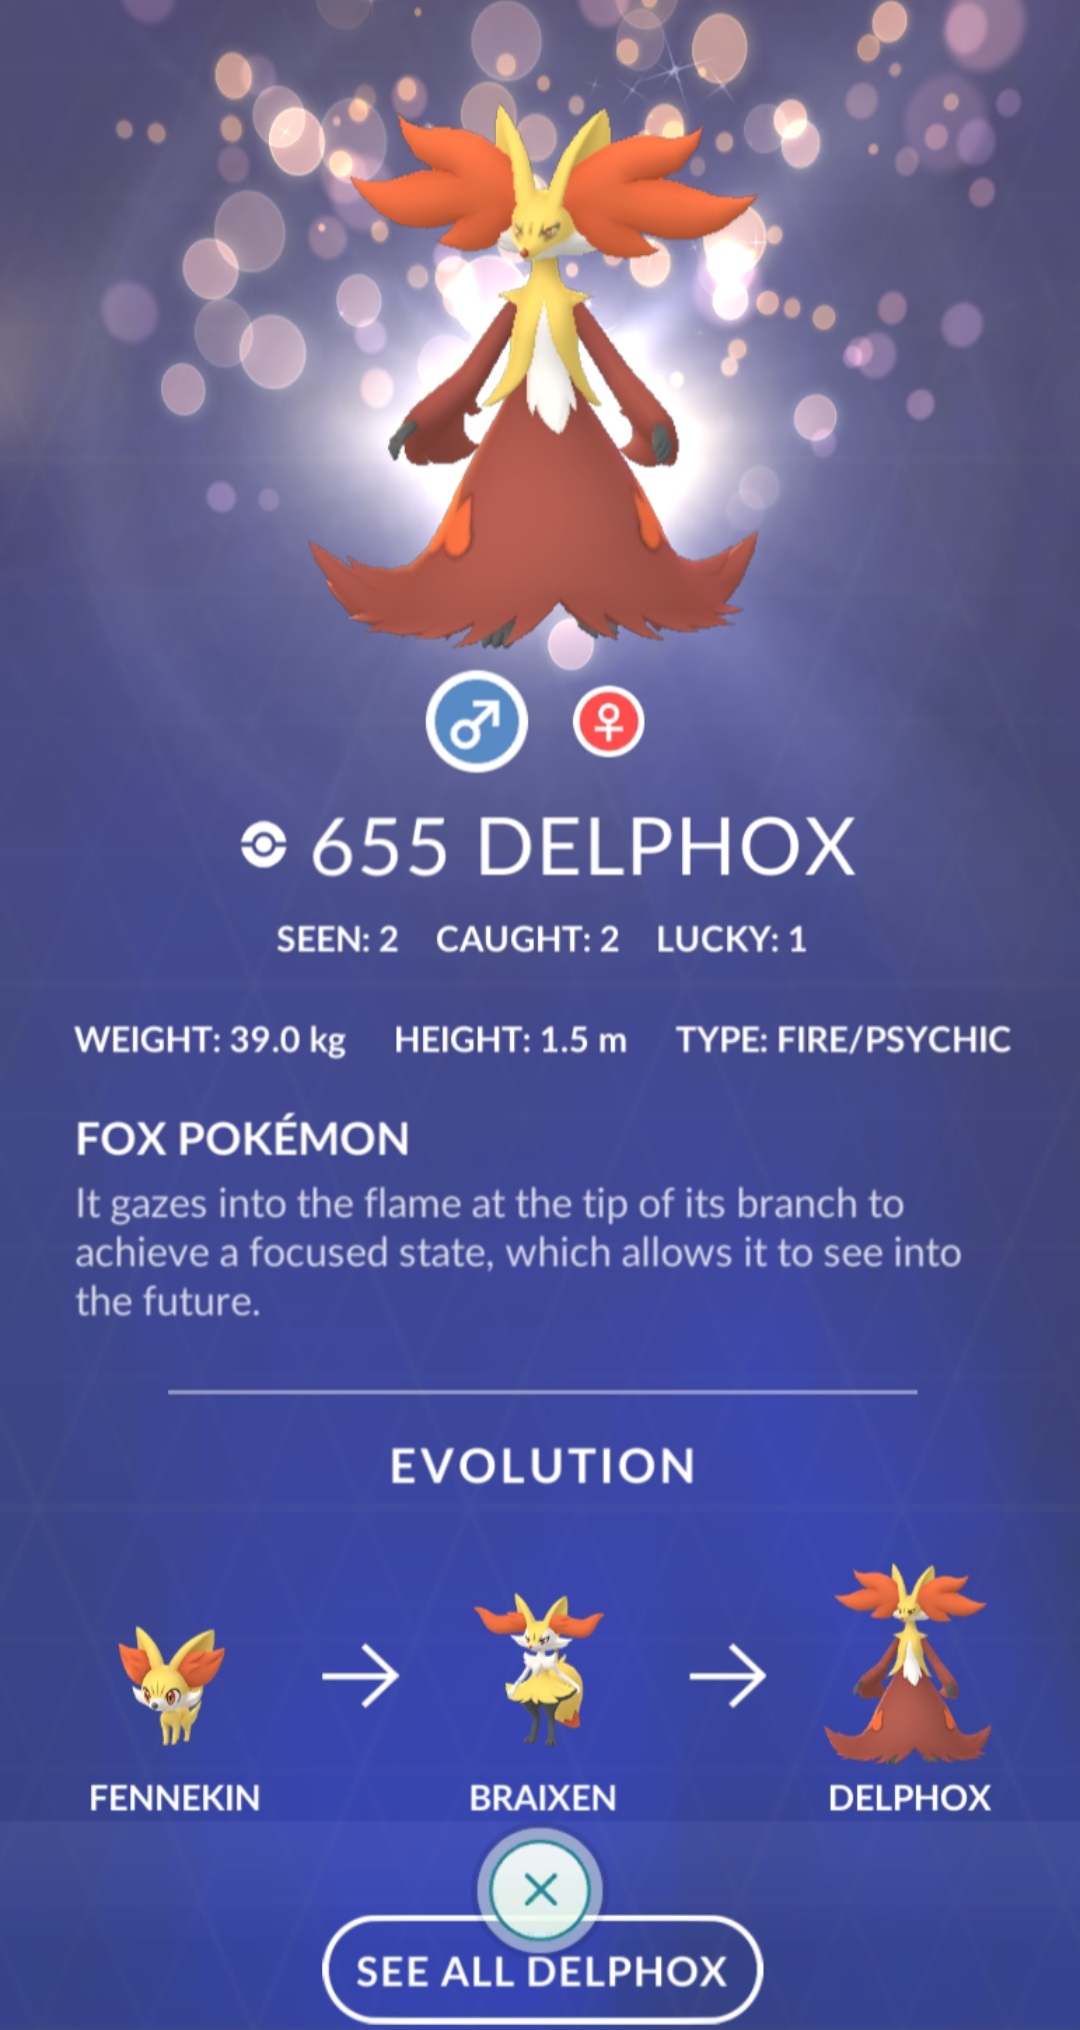 655 DELPHOX
SEEN: 2 CAUGHT: 2 LUCKY: 1
WEIGHT: 39.0 kg HEIGHT: 1.5 m TYPE: FIRE/PSYCHIC
FOX POKÉMON
It gazes into the flame at the tip of its branch to
achieve a focused state, which allows it to see into
the future.
EVOLUTION
FENNEKIN BRAIXEN DELPHOX
SEE ALL DELPHOX